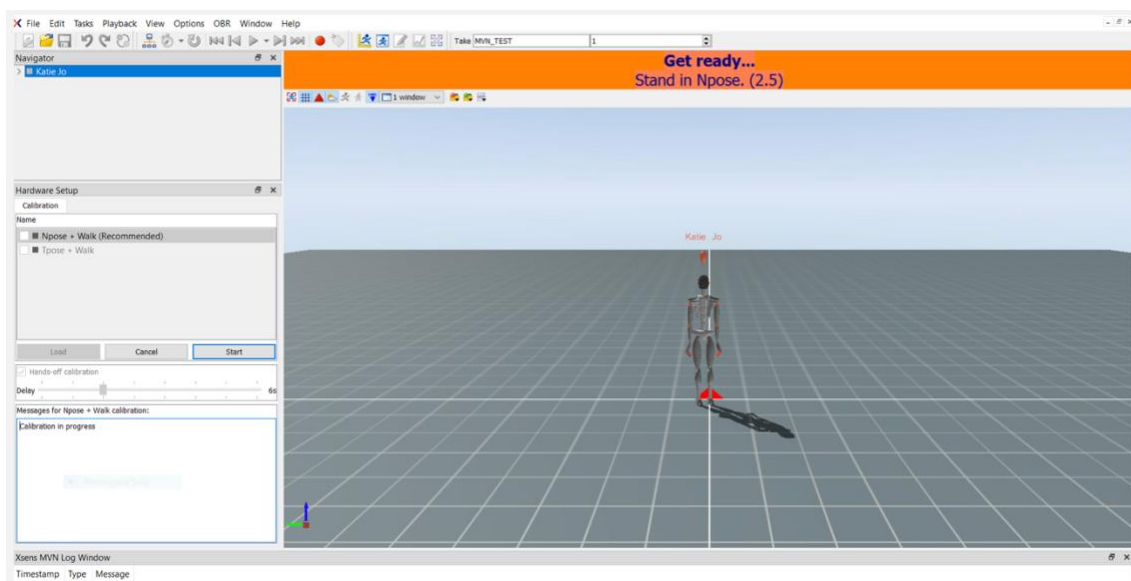 File Edit Tasks Playback View Options OBR Window Help
Take MVN_TEST 1
Navigator
Katie Jo
Get ready...
Stand in Npose. (2.5)
1 window
Hardware Setup
Calibration
Name
Npose + Walk (Recommended)
Tpose + Walk
Load Cancel Start
Hands-off calibration
Delay 6s
Messages for Npose + Walk calibration:
Calibration in progress
Katie Jo
Xsens MVN Log Window
Timestamp Type Message